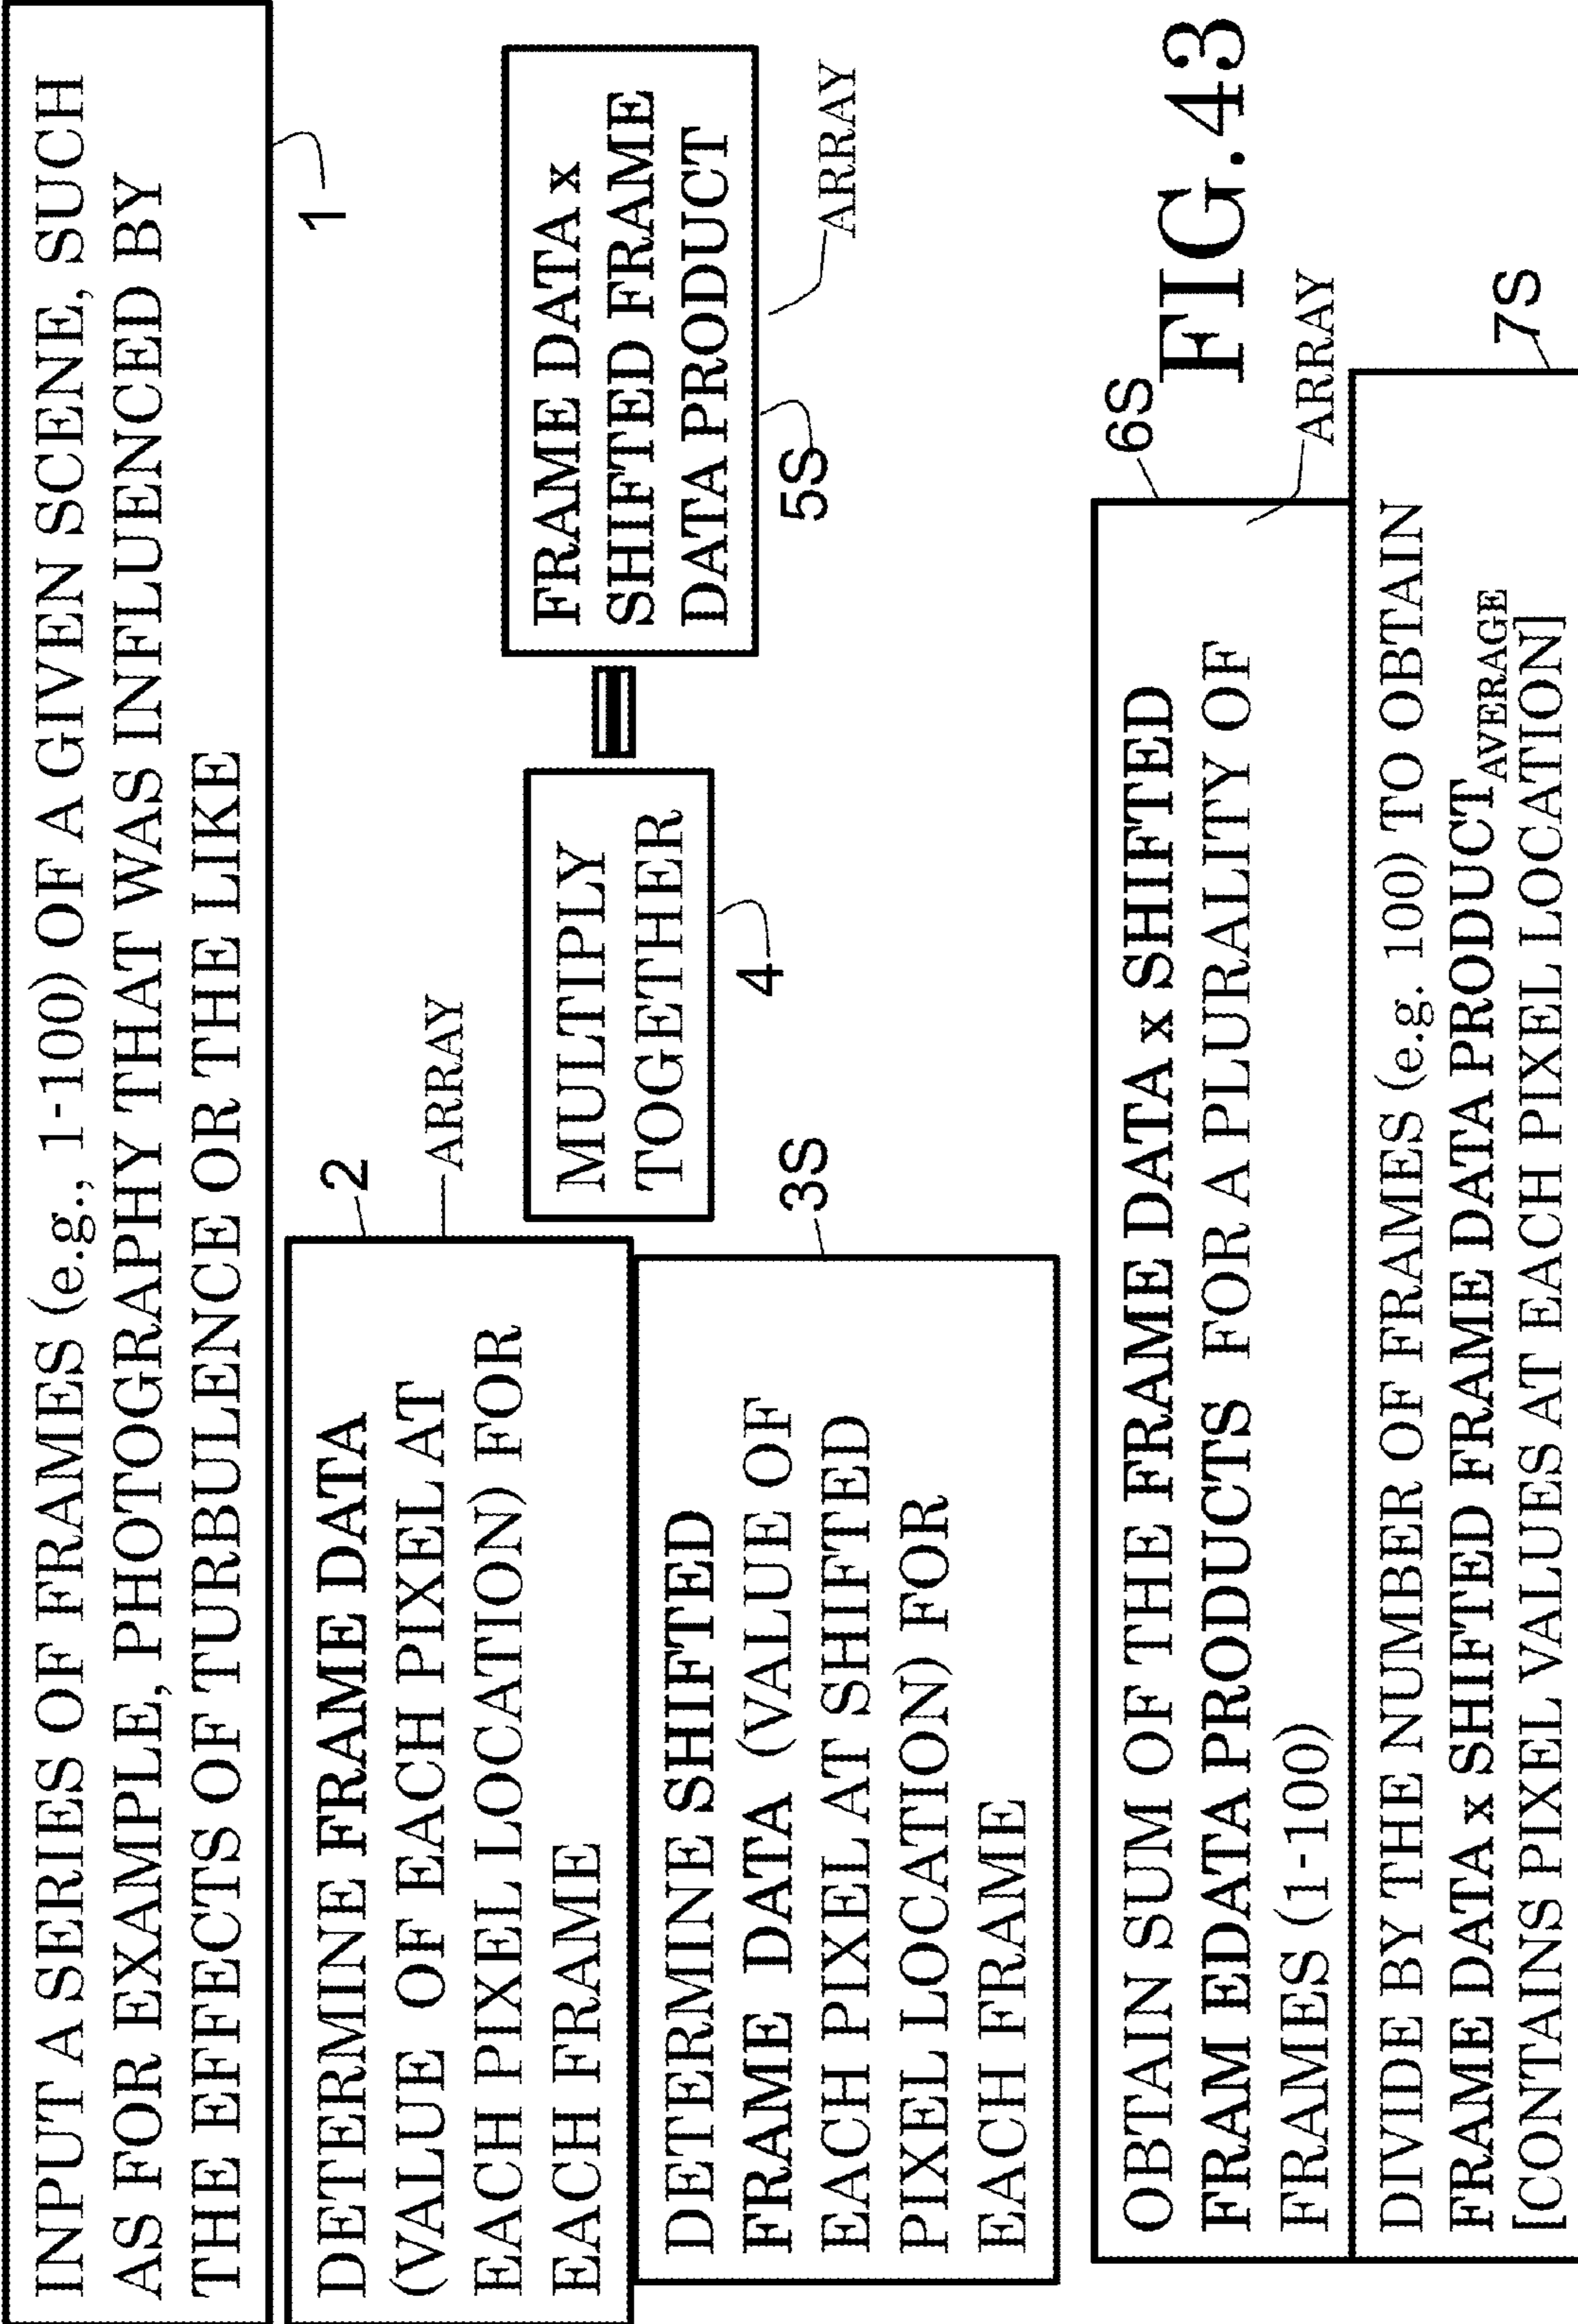 INPUT A SERIES OF FRAMES (e.g., 1-100) OF A GIVEN SCENE, SUCH
AS FOR EXAMPLE, PHOTOGRAPHY THAT WAS INFLUENCED BY
THE EFFECTS OF TURBULENCE OR THE LIKE
1
DETERMINE FRAME DATA
(VALUE OF EACH PIXEL AT
EACH PIXEL LOCATION) FOR
EACH FRAME
2
ARRAY
MULTIPLY
TOGETHER
4
=
FRAME DATA x
SHIFTED FRAME
DATA PRODUCT
5S
ARRAY
DETERMINE SHIFTED
FRAME DATA (VALUE OF
EACH PIXEL AT SHIFTED
PIXEL LOCATION) FOR
EACH FRAME
3S
OBTAIN SUM OF THE FRAME DATA x SHIFTED
FRAM EDATA PRODUCTS FOR A PLURALITY OF
FRAMES (1-100)
6S
ARRAY
FIG.43
DIVIDE BY THE NUMBER OF FRAMES (e.g. 100) TO OBTAIN
FRAME DATA x SHIFTED FRAME DATA PRODUCT AVERAGE
[CONTAINS PIXEL VALUES AT EACH PIXEL LOCATION]
7S